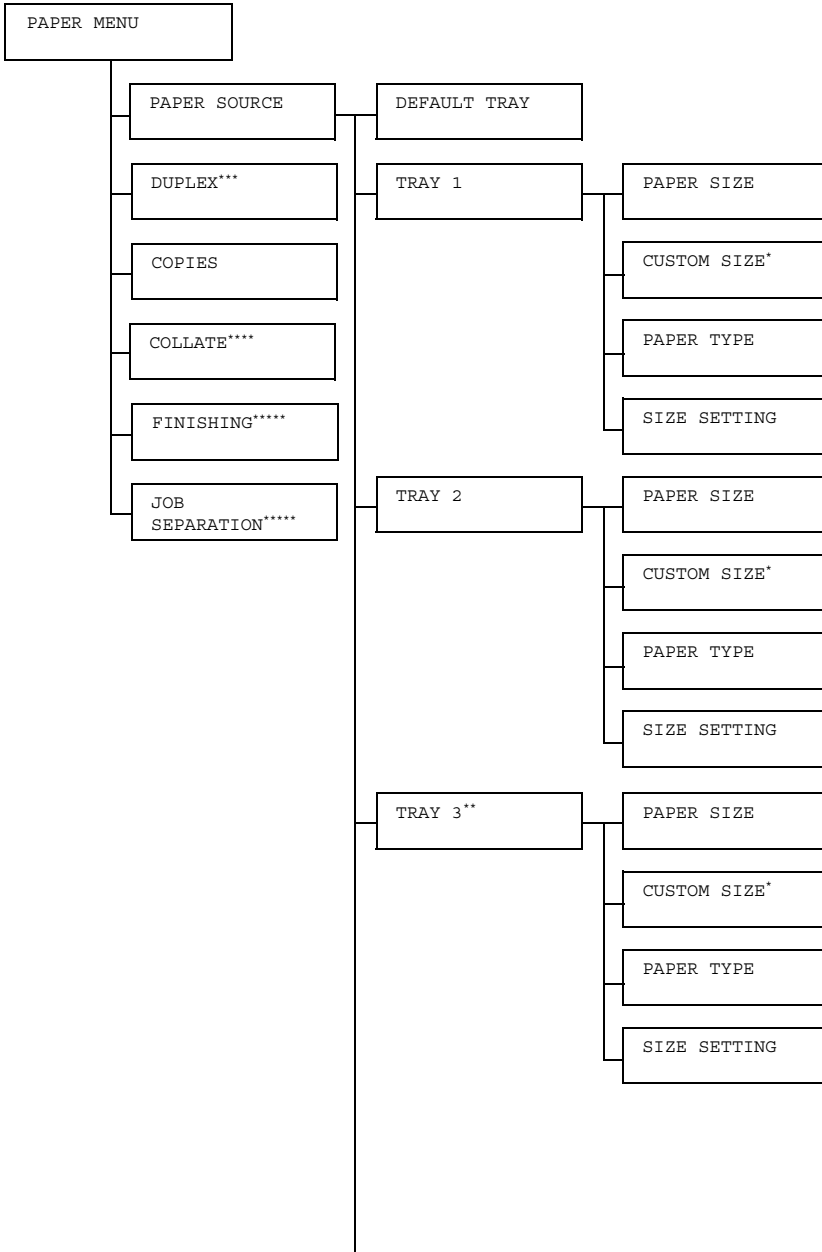 PAPER MENU
PAPER SOURCE
DEFAULT TRAY
DUPLEX***
TRAY 1
PAPER SIZE
COPIES
CUSTOM SIZE*
COLLATE****
PAPER TYPE
FINISHING*****
SIZE SETTING
JOB
SEPARATION*****
TRAY 2
PAPER SIZE
CUSTOM SIZE*
PAPER TYPE
SIZE SETTING
TRAY 3**
PAPER SIZE
CUSTOM SIZE*
PAPER TYPE
SIZE SETTING